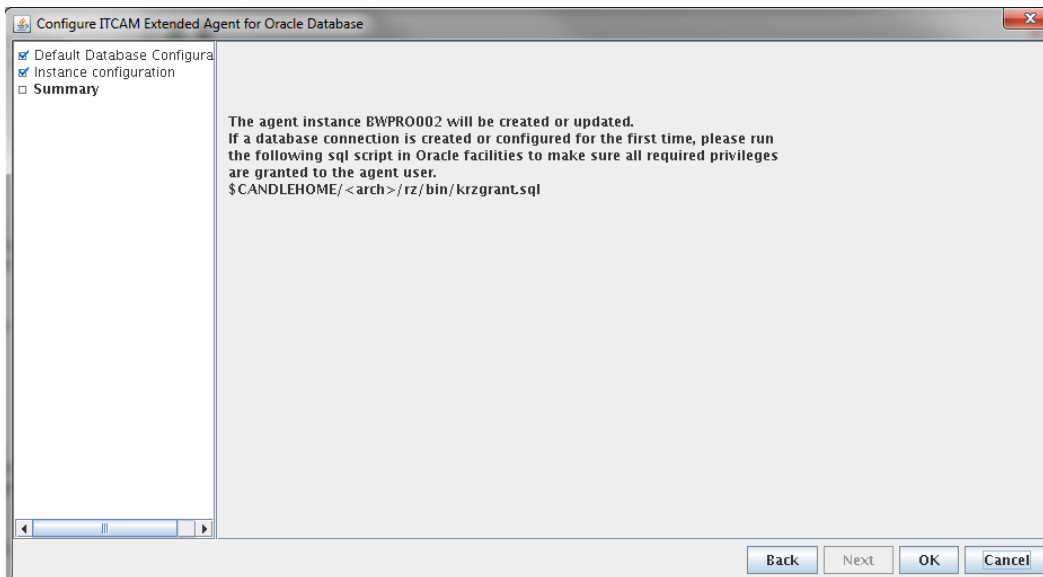 Configure ITCAM Extended Agent for Oracle Database
Default Database Configura
Instance configuration
Summary
The agent instance BWPRO002 will be created or updated.
If a database connection is created or configured for the first time, please run
the following sql script in Oracle facilities to make sure all required privileges
are granted to the agent user.
$CANDLEHOME/<arch>/rz/bin/krzgrant.sql
Back Next OK Cancel